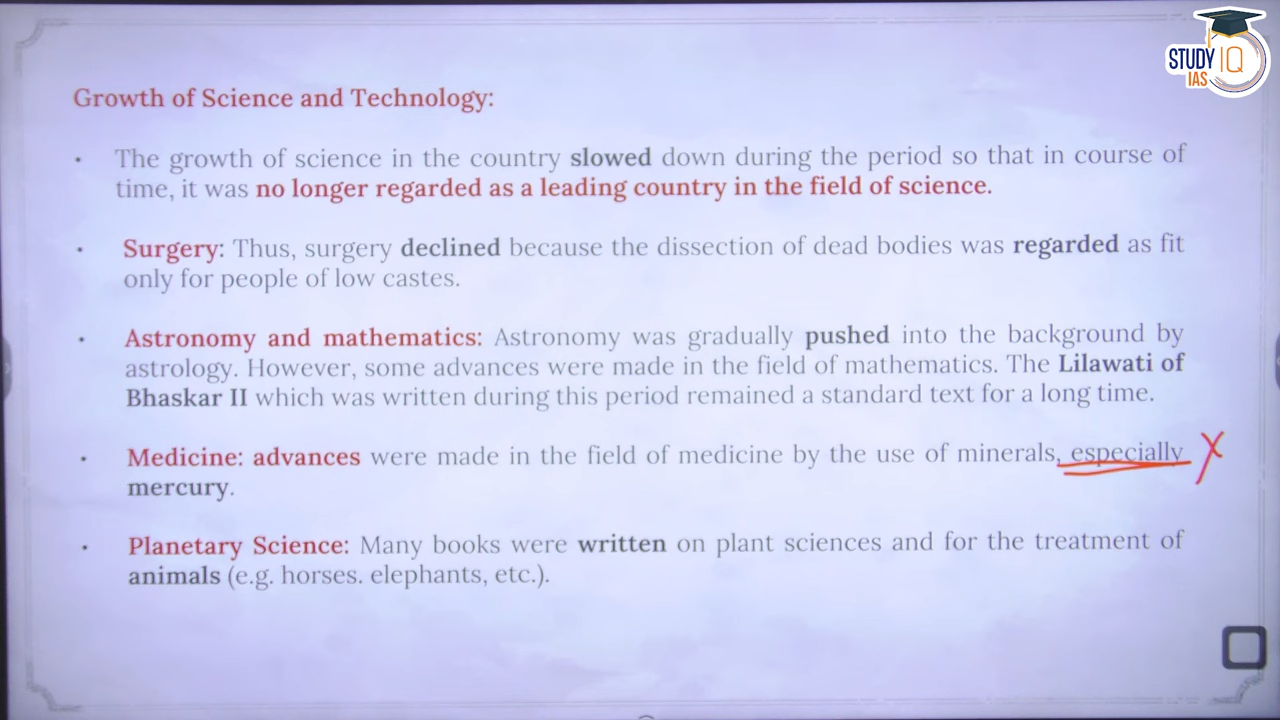 STUDY IQ
IAS
Growth of Science and Technology:
• The growth of science in the country slowed down during the period so that in course of
time, it was no longer regarded as a leading country in the field of science.
• Surgery: Thus, surgery declined because the dissection of dead bodies was regarded as fit
only for people of low castes.
• Astronomy and mathematics: Astronomy was gradually pushed into the background by
astrology. However, some advances were made in the field of mathematics. The Lilawati of
Bhaskar II which was written during this period remained a standard text for a long time.
• Medicine: advances were made in the field of medicine by the use of minerals, especially
mercury.
• Planetary Science: Many books were written on plant sciences and for the treatment of
animals (e.g. horses. elephants, etc.).